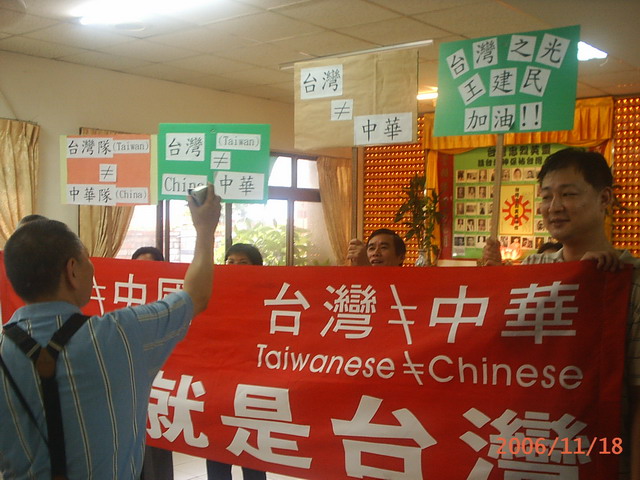 台灣隊(Taiwan)
≠
中華隊(China)
台灣 (Taiwan)
≠
China 中華
台灣
≠
中華
台灣之光
王建民
加油!!
≠中國
台灣≠中華
Taiwanese≠Chinese
就是台灣
2006/11/18